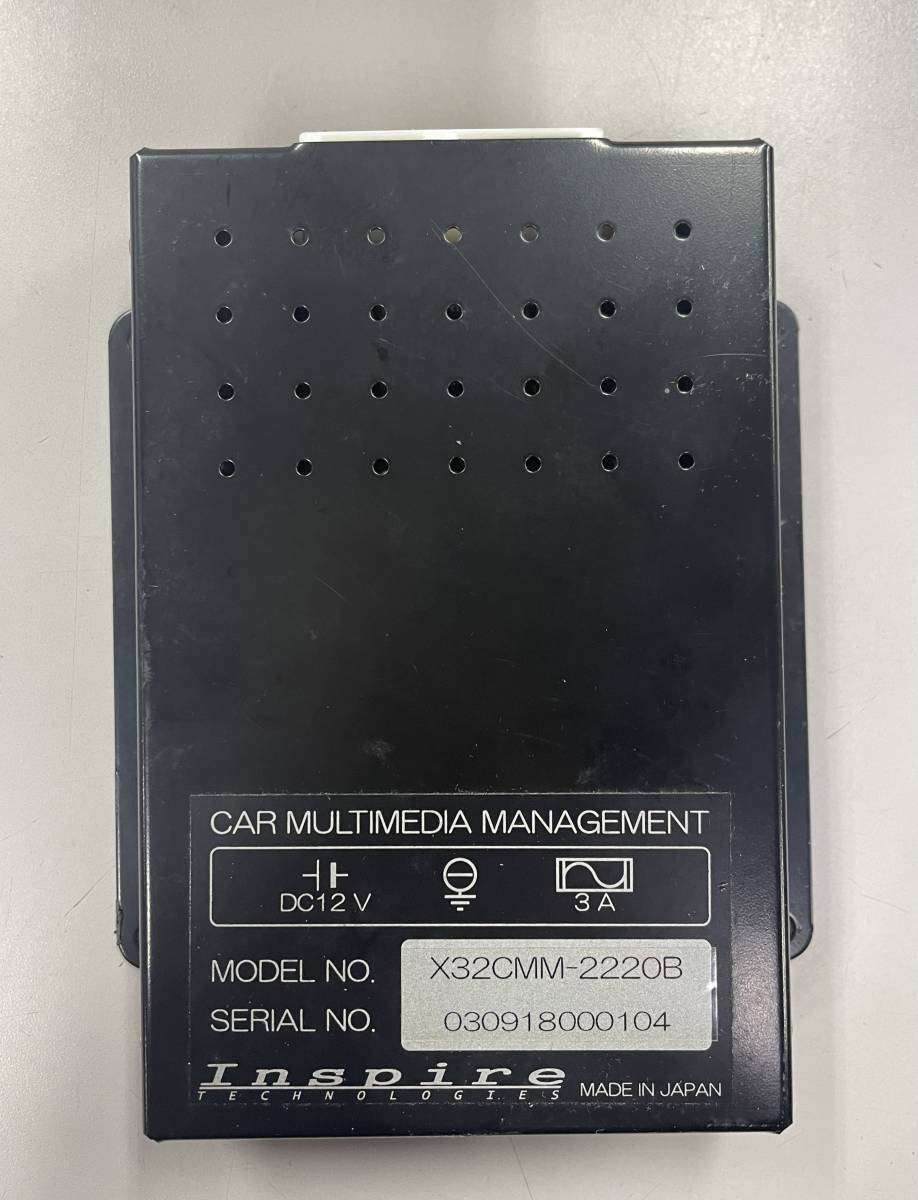 CAR MULTIMEDIA MANAGEMENT
DC12 V
3 A
MODEL NO. X32CMM-2220B
SERIAL NO. 030918000104
Inspire
TECHNOLOGIES
MADE IN JAPAN